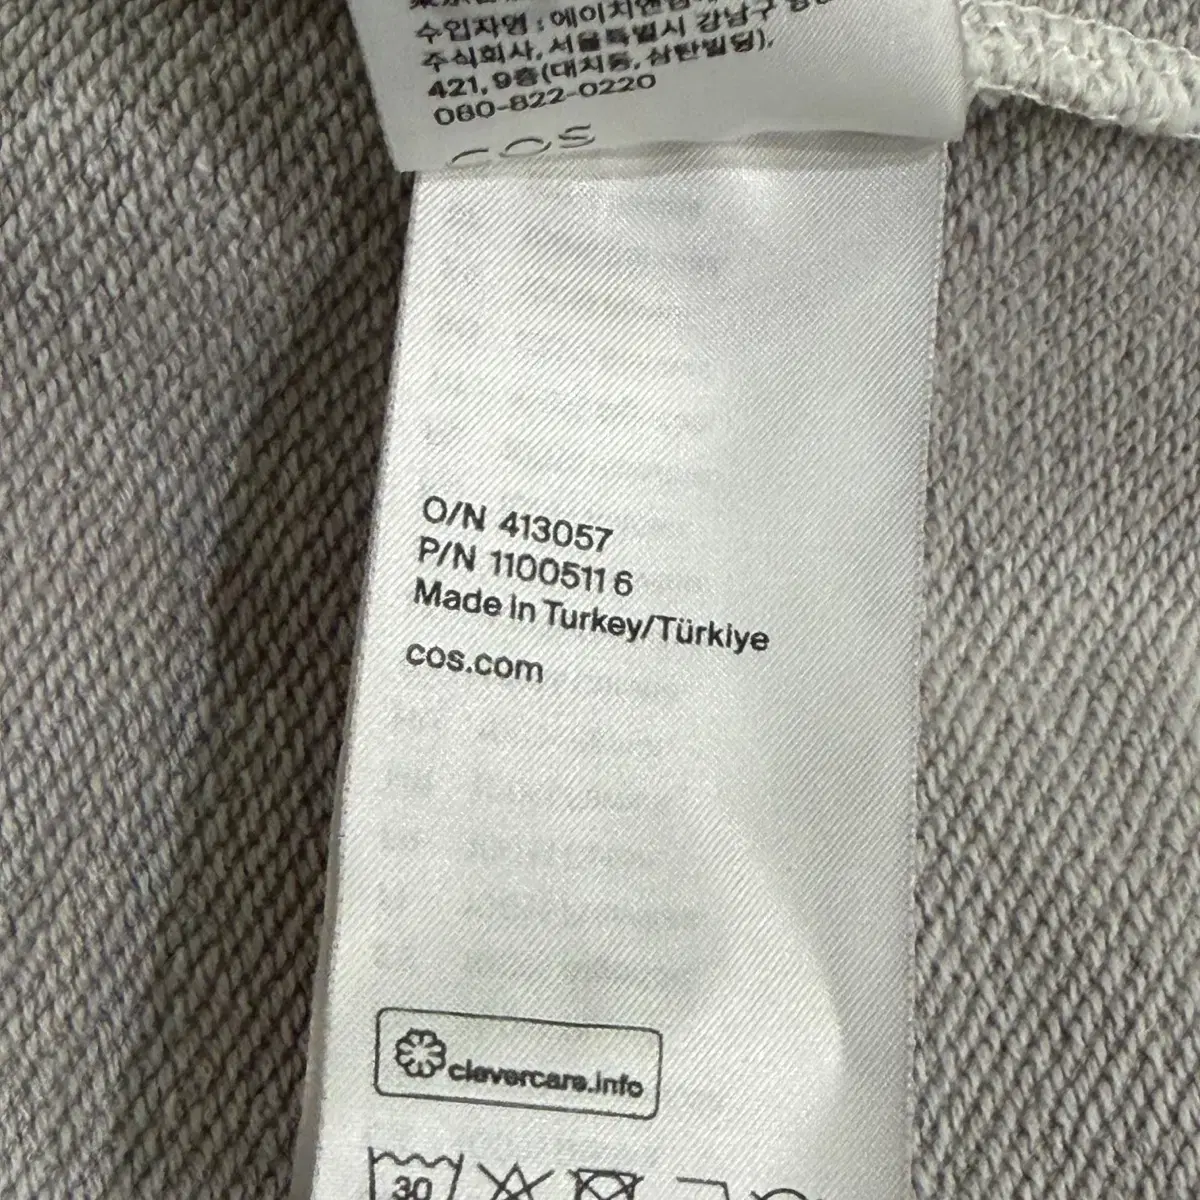 수입자명 : 에이치앤엠
주식회사, 서울특별시 강남구
421, 9층(대치동, 삼탄빌딩),
080-822-0220
COS
O/N 413057
P/N 1100511 6
Made in Turkey/Türkiye
cos.com
clevercare.info
30